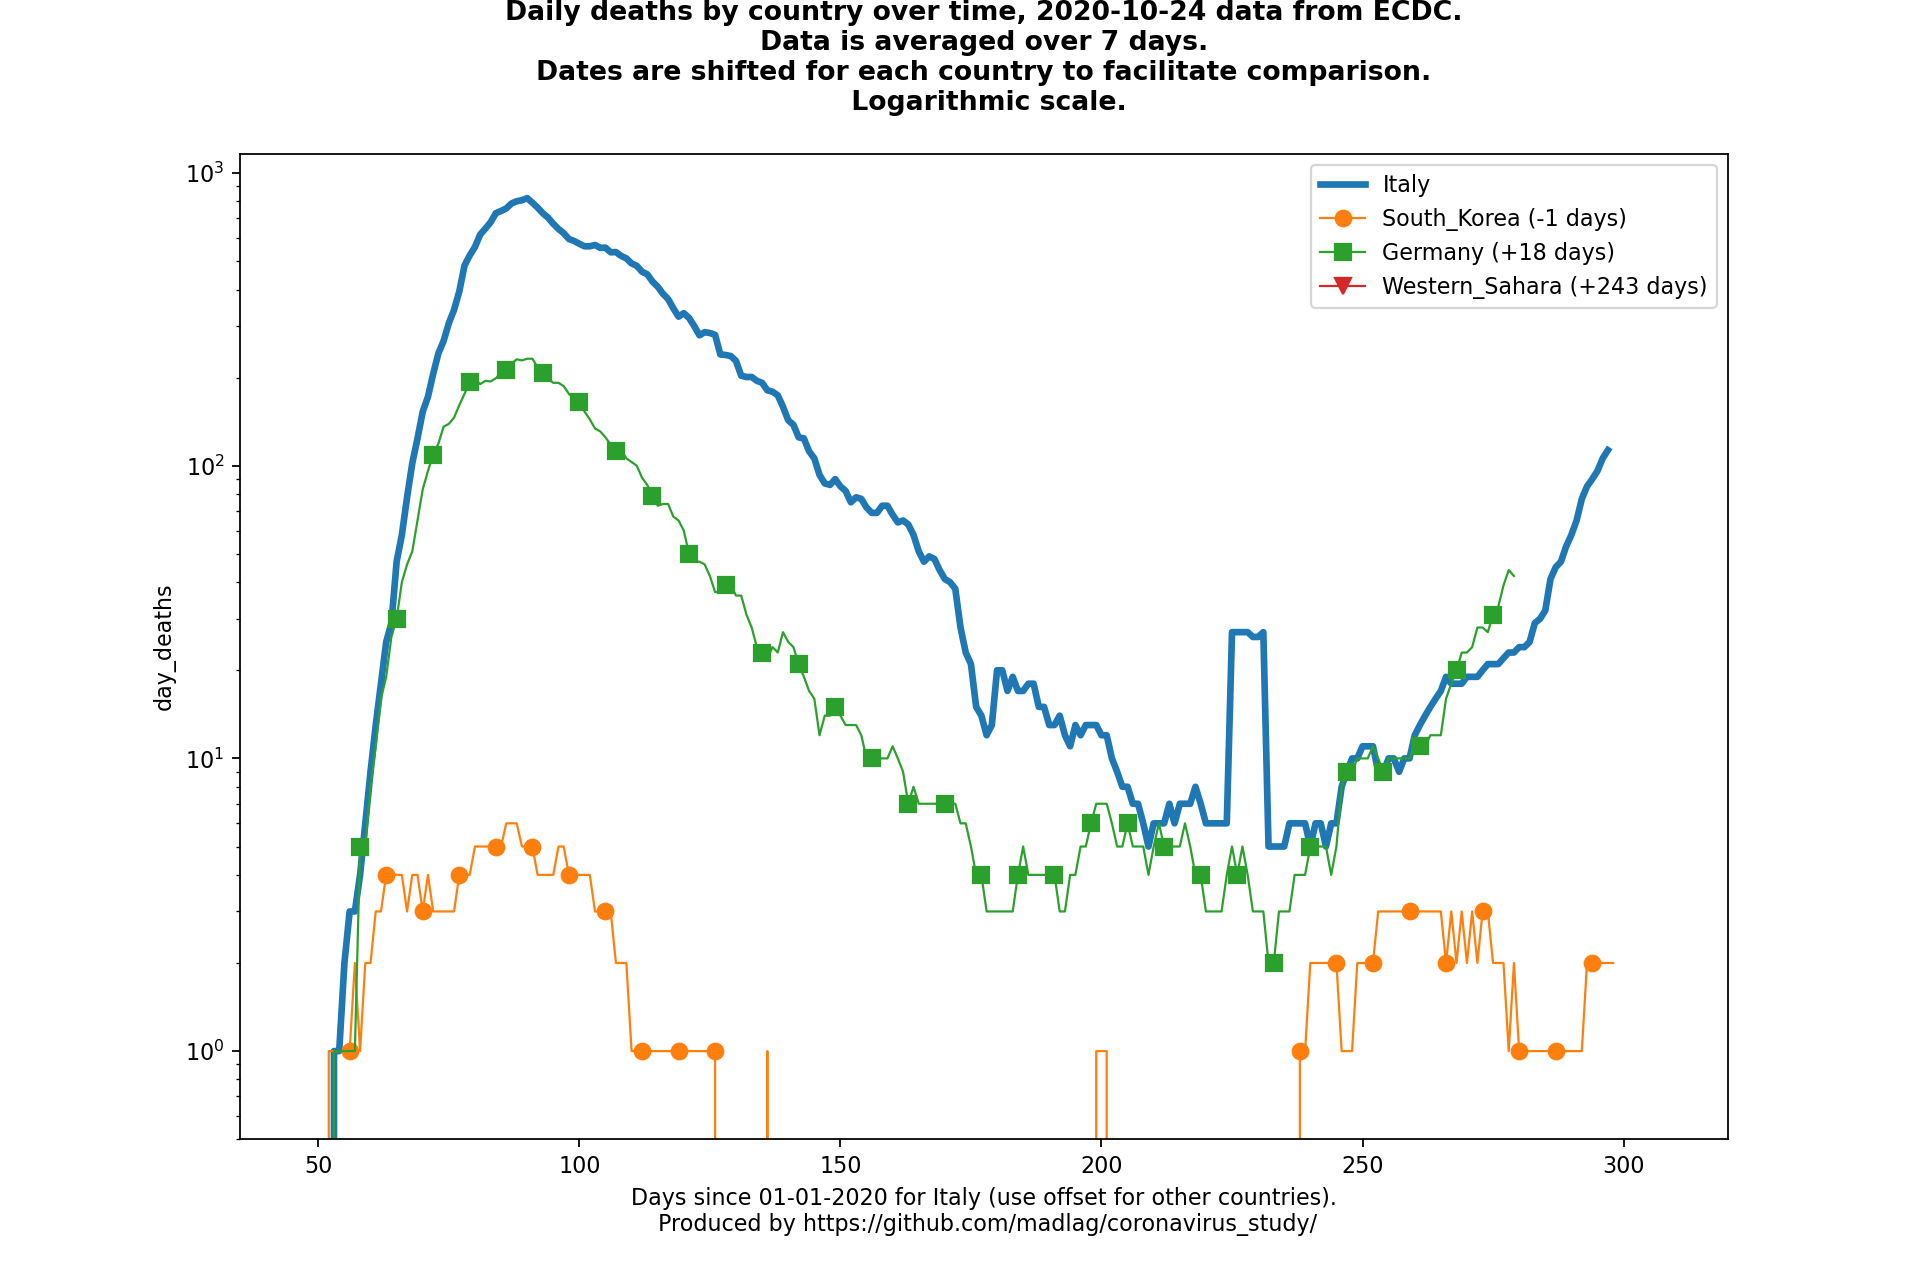 Daily deaths by country over time, 2020-10-24 data from ECDC.
Data is averaged over 7 days.
Dates are shifted for each country to facilitate comparison.
Logarithmic scale.
10³
10²
10¹
10⁰
day_deaths
Italy
South_Korea (-1 days)
Germany (+18 days)
Western_Sahara (+243 days)
50 100 150 200 250 300
Days since 01-01-2020 for Italy (use offset for other countries).
Produced by https://github.com/madlag/coronavirus_study/